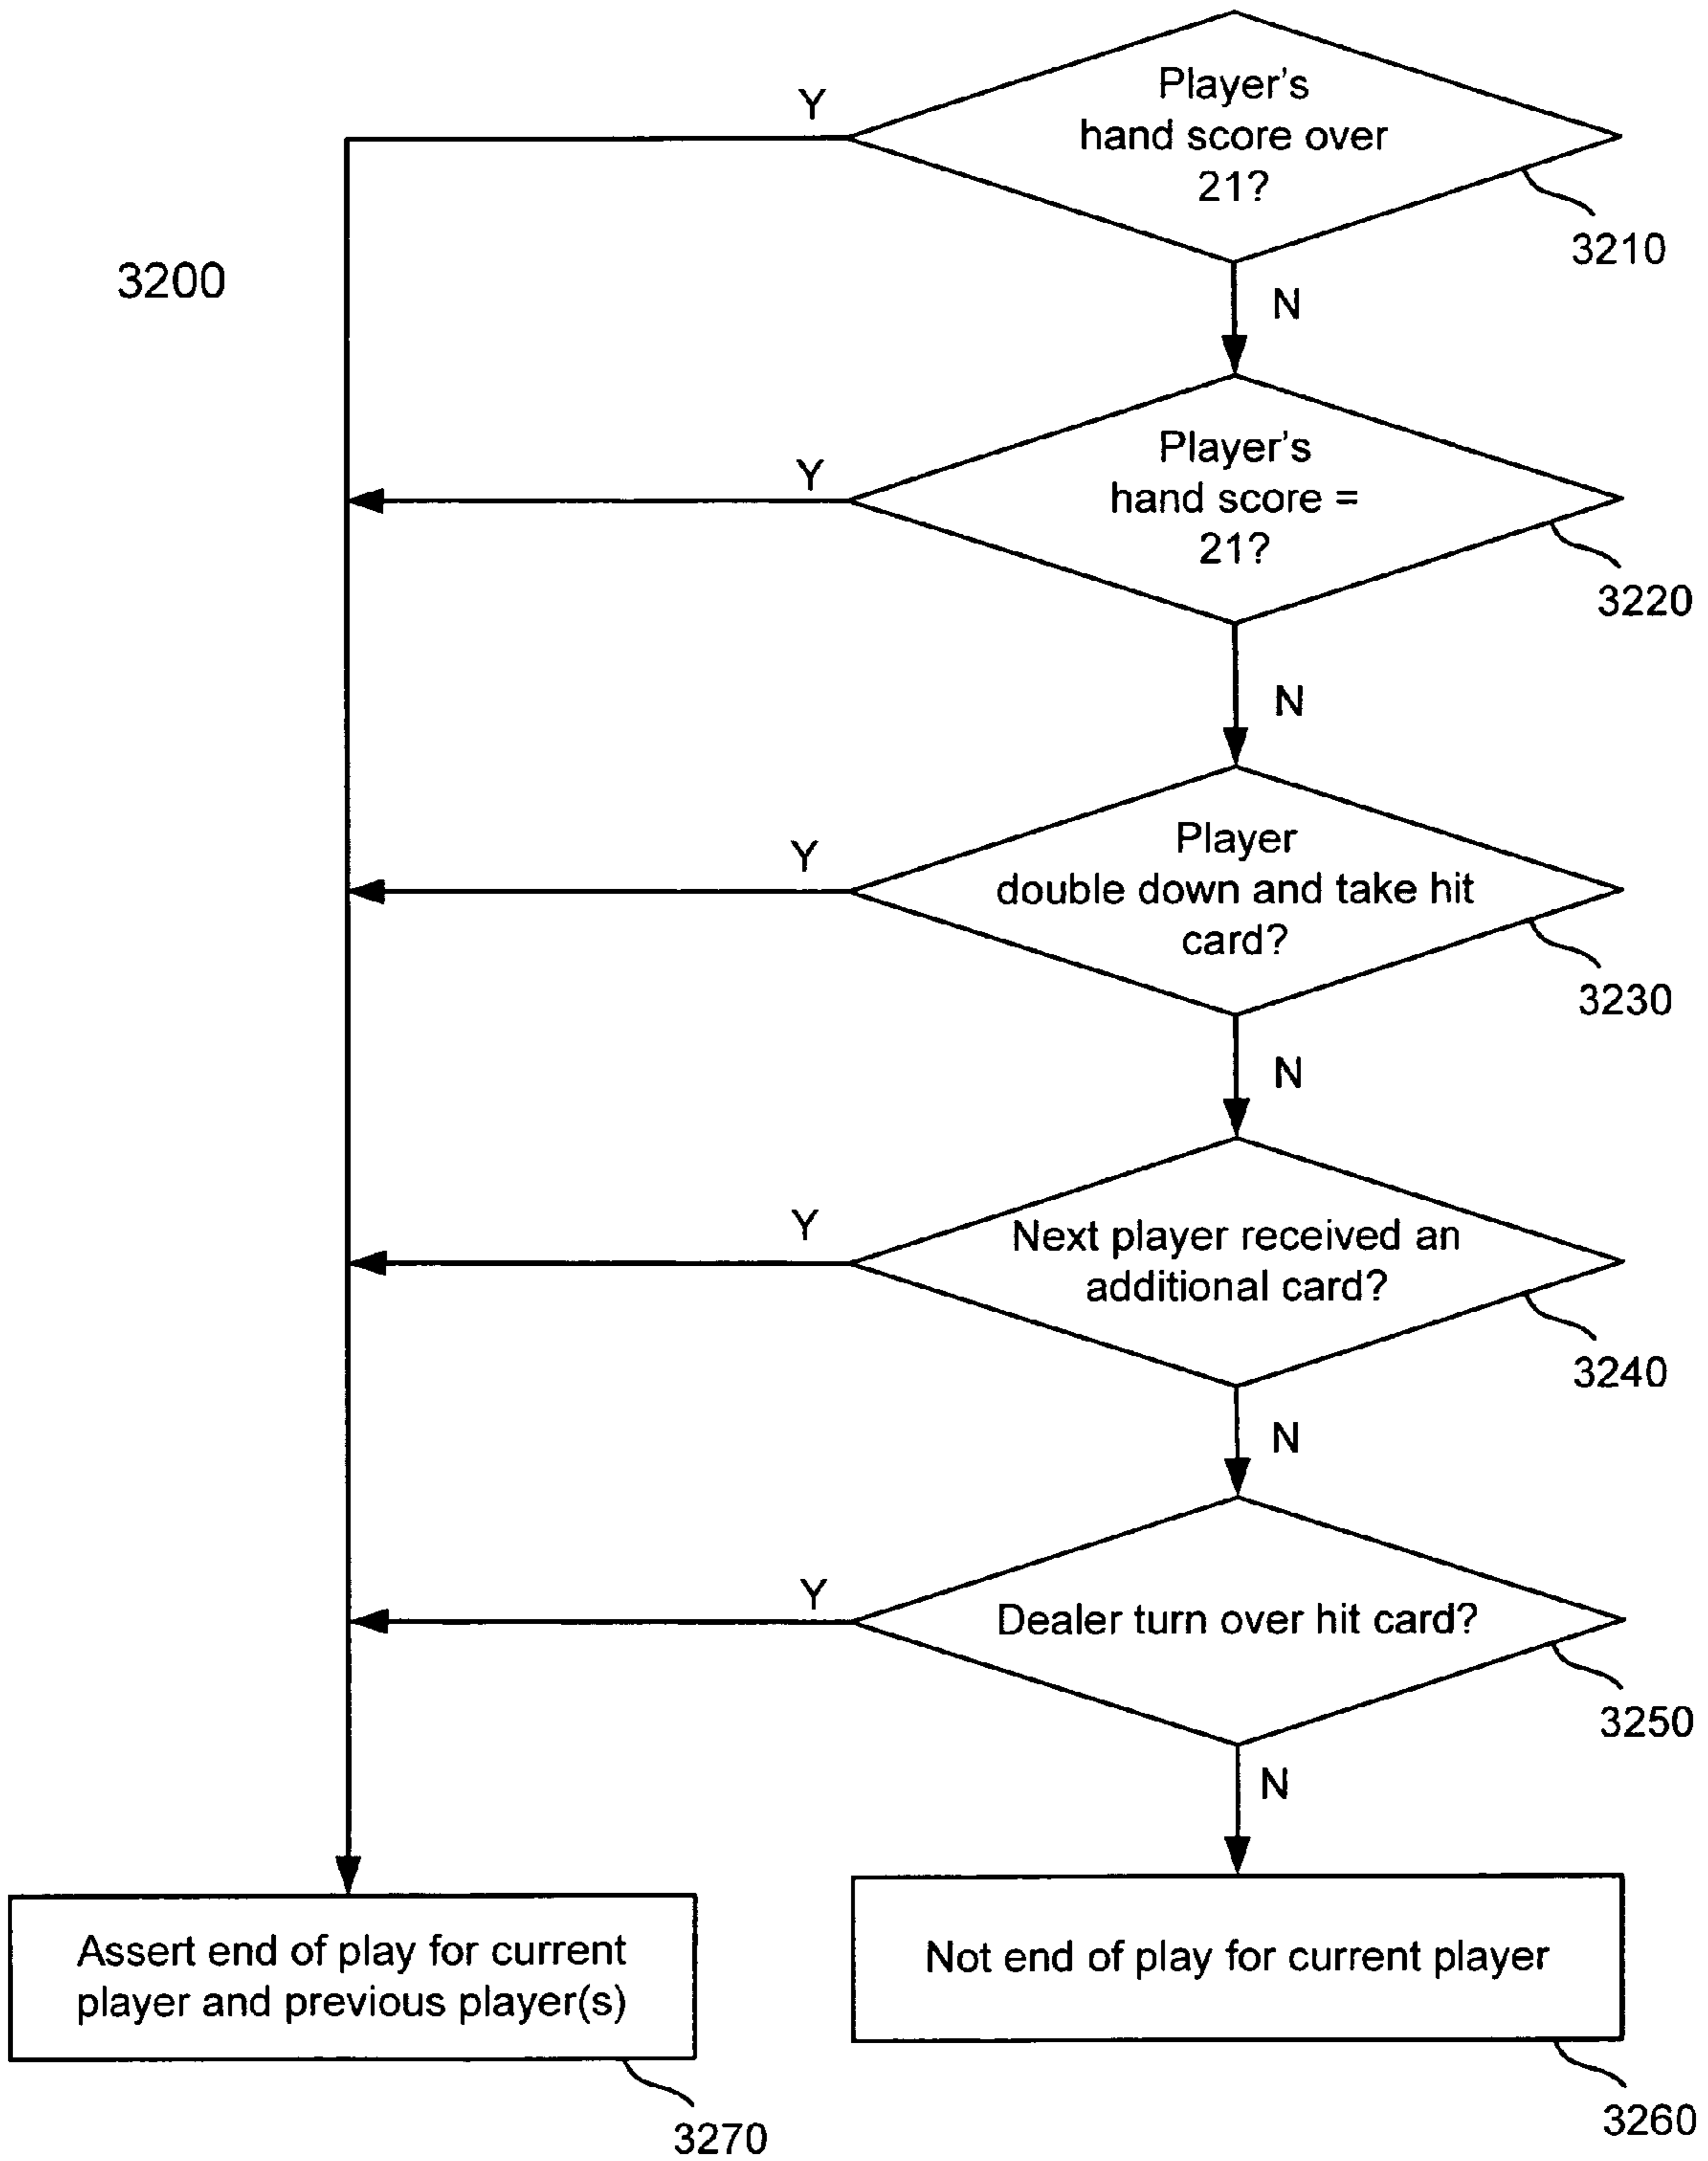 Player's
hand score over
21?
Y
3210
3200
N
Player's
hand score =
21?
Y
3220
N
Player
double down and take hit
card?
Y
3230
N
Next player received an
additional card?
Y
3240
N
Dealer turn over hit card?
Y
3250
N
Assert end of play for current
player and previous player(s)
3270
Not end of play for current player
3260